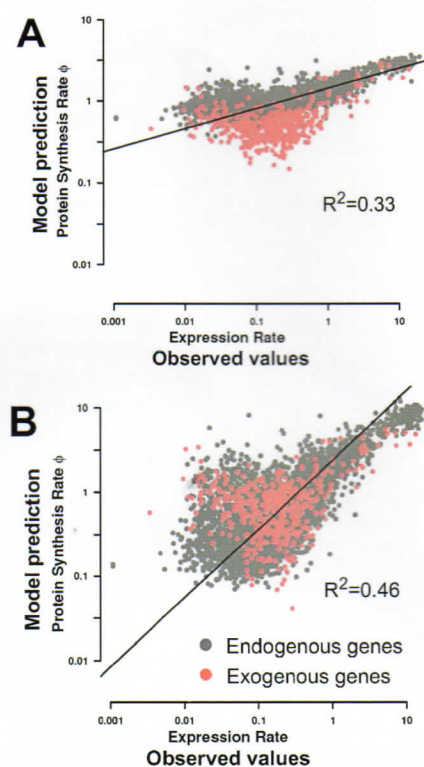 A
10
1
0.1
0.01
Model prediction
Protein Synthesis Rate ϕ
R²=0.33
0.001 0.01 0.1 1 10
Expression Rate
Observed values
B
10
1
0.1
0.01
Model prediction
Protein Synthesis Rate ϕ
R²=0.46
Endogenous genes
Exogenous genes
0.001 0.01 0.1 1 10
Expression Rate
Observed values